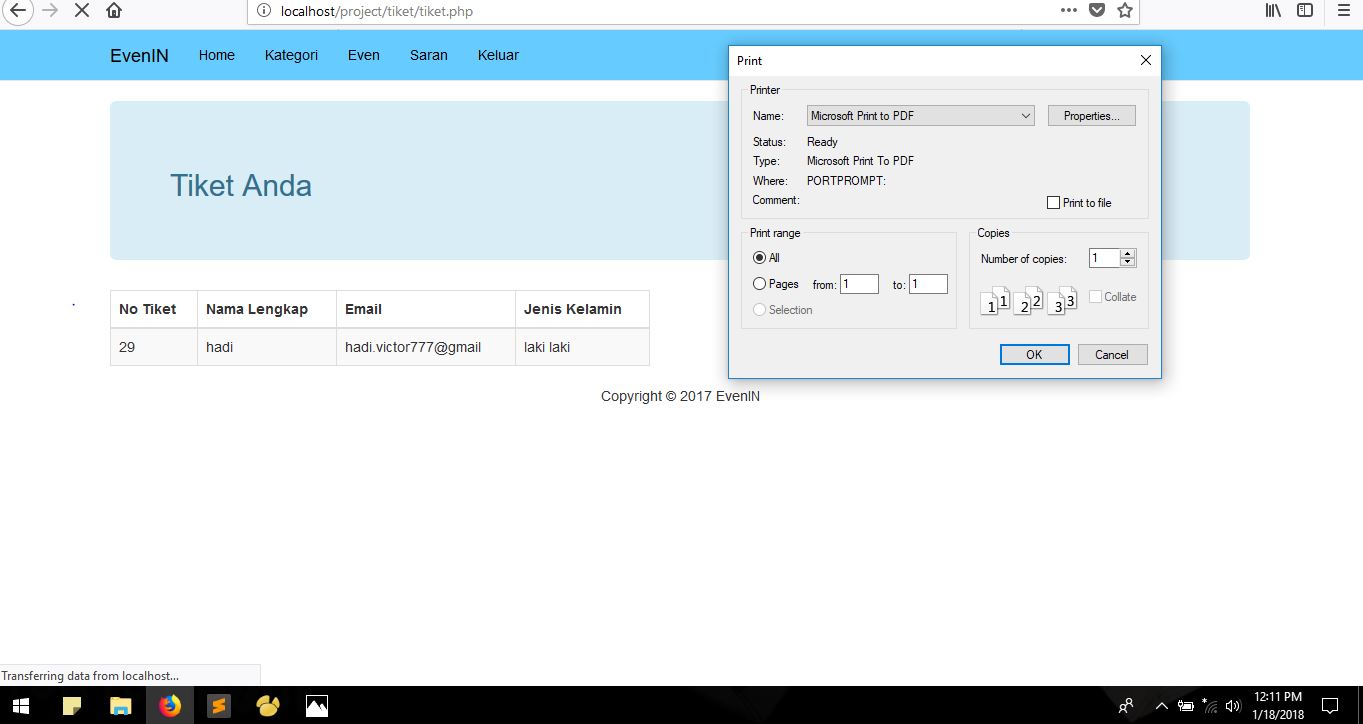 localhost/project/tiket/tiket.php
EvenIN Home Kategori Even Saran Keluar
Tiket Anda
No Tiket Nama Lengkap Email Jenis Kelamin
29 hadi hadi.victor777@gmail laki laki
Copyright © 2017 EvenIN
Print
Printer
Name: Microsoft Print to PDF Properties...
Status: Ready
Type: Microsoft Print To PDF
Where: PORTPROMPT:
Comment:
Print to file
Print range
All
Pages from: 1 to: 1
Selection
Copies
Number of copies: 1
1 1 2 2 3 3
Collate
OK Cancel
Transferring data from localhost...
12:11 PM
1/18/2018